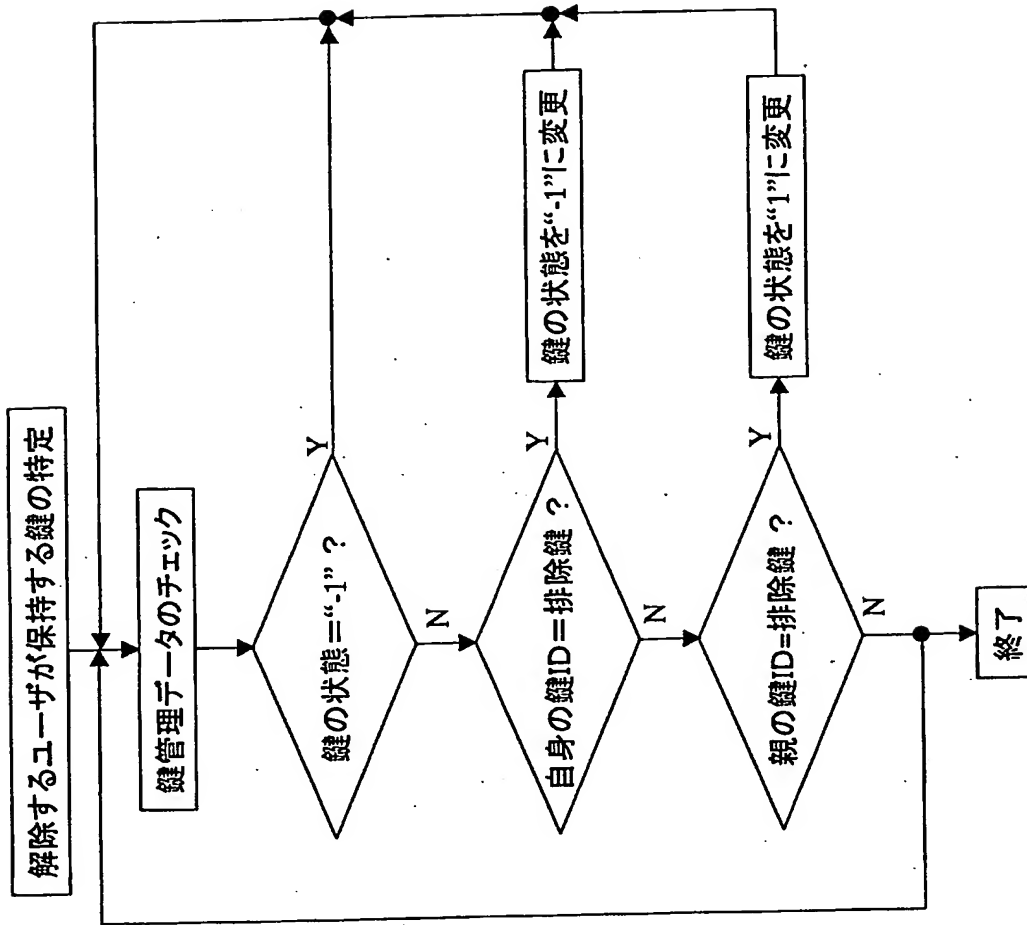 解除するユーザが保持する鍵の特定
鍵管理データのチェック
鍵の状態=“-1” ?
Y
N
自身の鍵ID=排除鍵 ?
Y
鍵の状態を“-1”に変更
N
親の鍵ID=排除鍵 ?
Y
鍵の状態を“1”に変更
N
終了